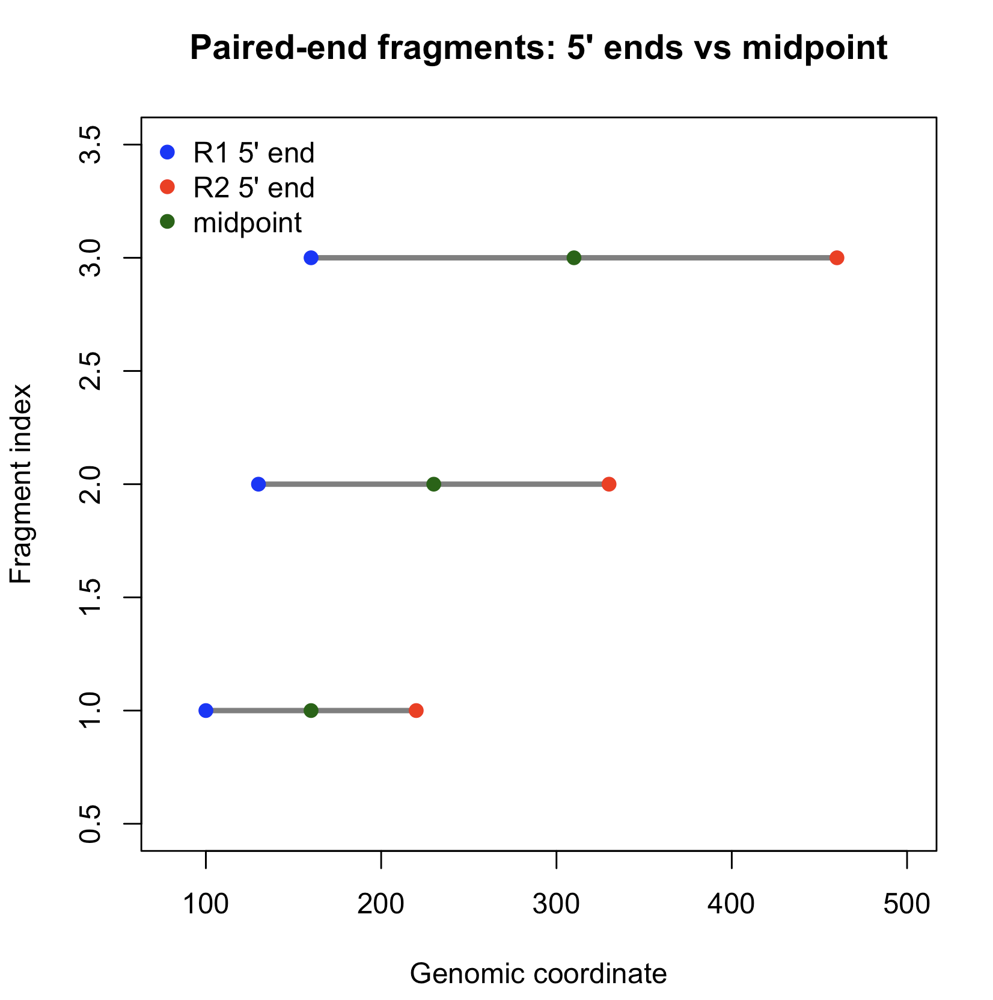 Paired-end fragments: 5' ends vs midpoint
R1 5' end
R2 5' end
midpoint
3.5
3.0
2.5
2.0
1.5
1.0
0.5
Fragment index
100 200 300 400 500
Genomic coordinate